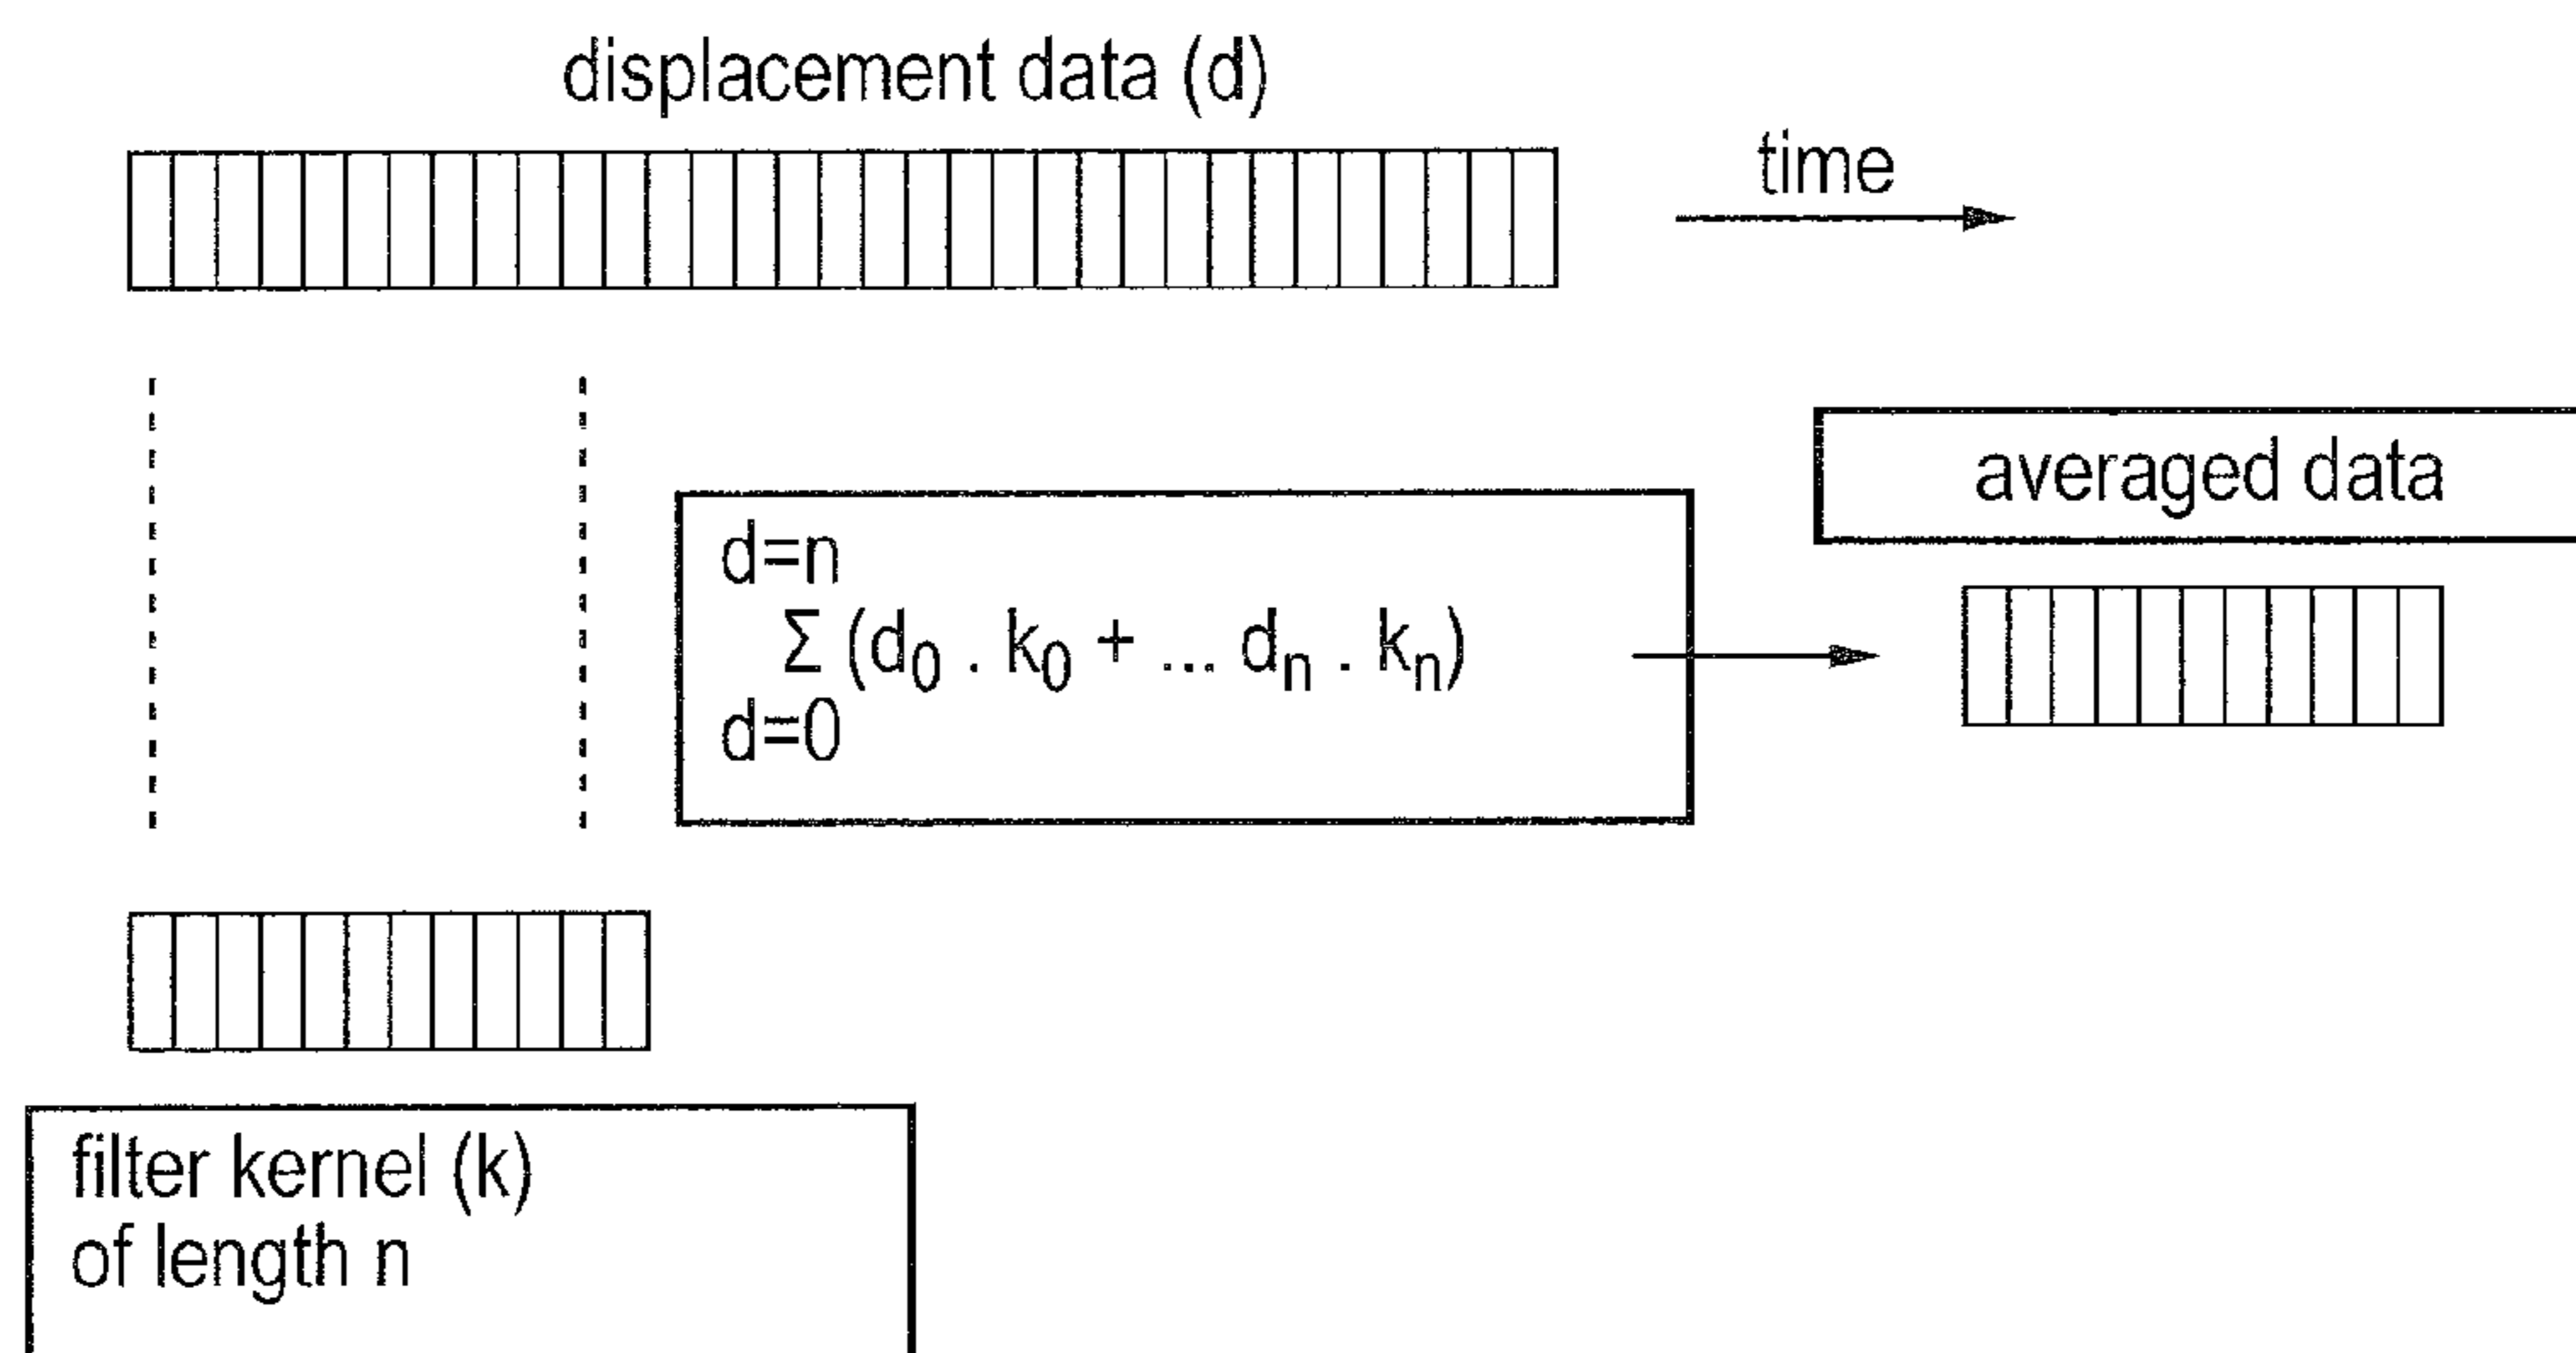 displacement data (d)
time
averaged data
d=n
Σ (d₀ . k₀ + ... dₙ . kₙ)
d=0
filter kernel (k)
of length n